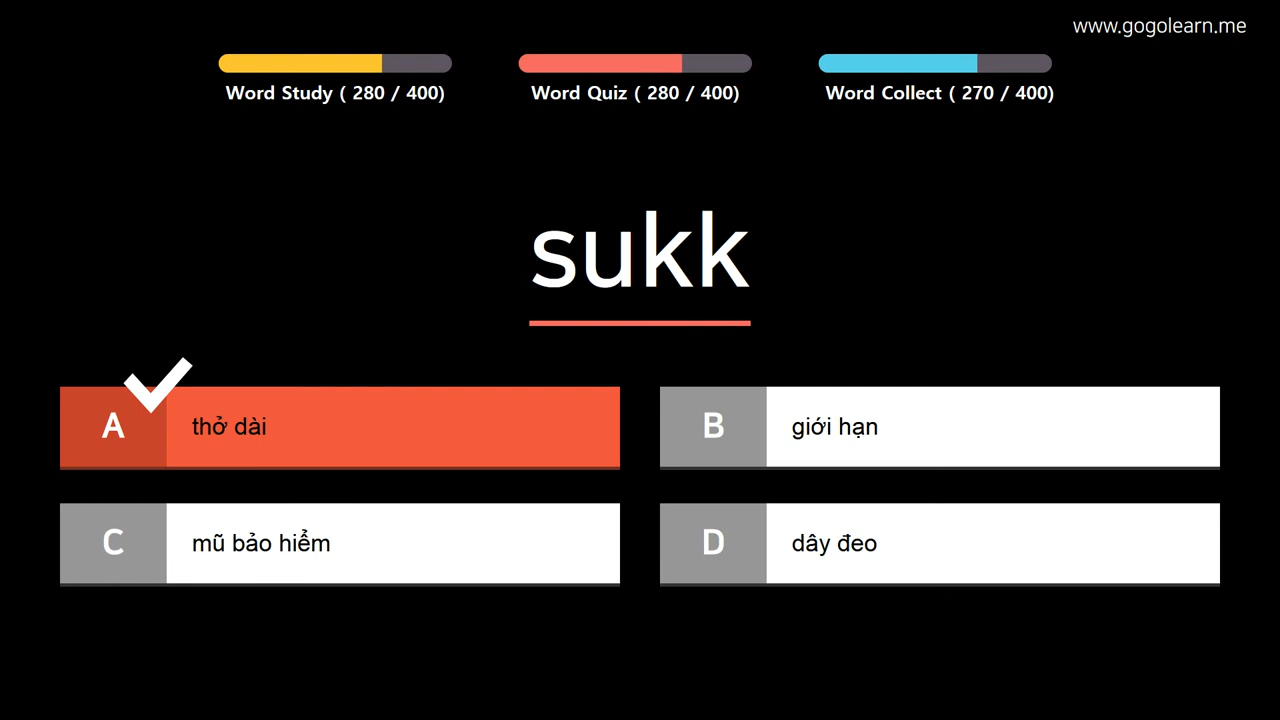 www.gogolearn.me
Word Study ( 280 / 400)
Word Quiz ( 280 / 400)
Word Collect ( 270 / 400)
sukk
A thở dài
B giới hạn
C mũ bảo hiểm
D dây đeo